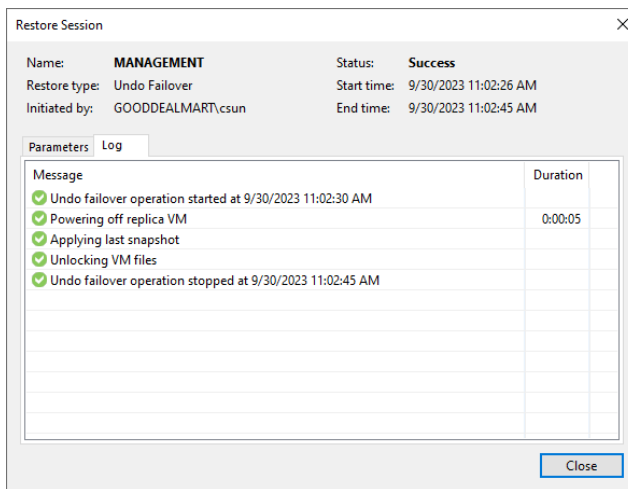 Restore Session
Name: MANAGEMENT Status: Success
Restore type: Undo Failover Start time: 9/30/2023 11:02:26 AM
Initiated by: GOODDEALMART\csun End time: 9/30/2023 11:02:45 AM
Parameters Log
Message Duration
Undo failover operation started at 9/30/2023 11:02:30 AM
Powering off replica VM 0:00:05
Applying last snapshot
Unlocking VM files
Undo failover operation stopped at 9/30/2023 11:02:45 AM
Close